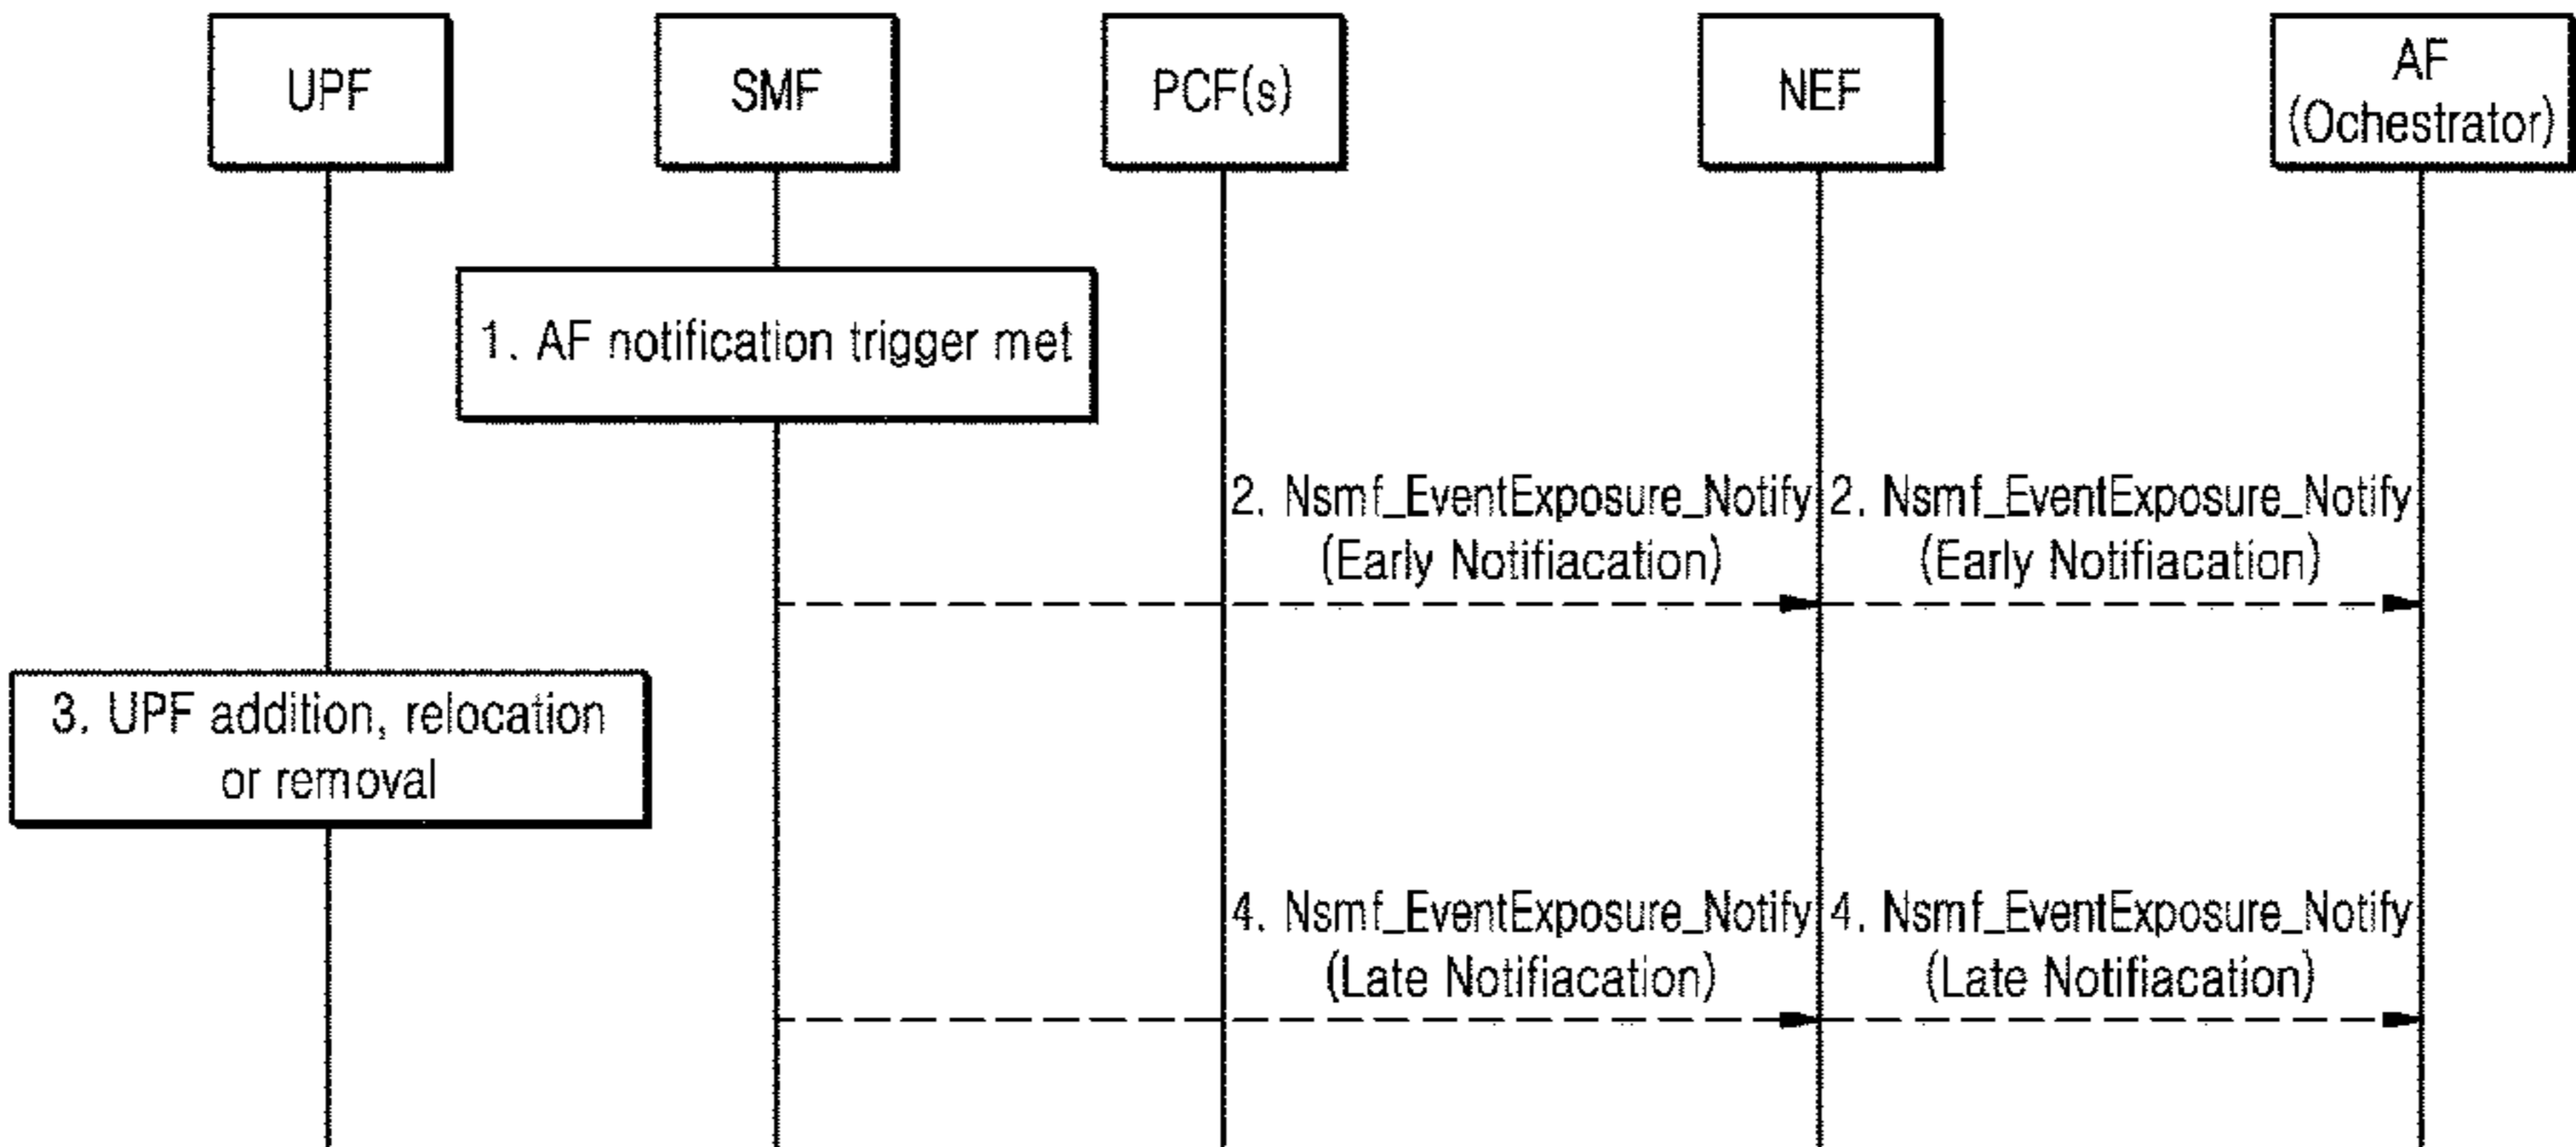 UPF
SMF
PCF(s)
NEF
AF
(Ochestrator)
1. AF notification trigger met
2. Nsmf_EventExposure_Notify
(Early Notifiacation)
2. Nsmf_EventExposure_Notify
(Early Notifiacation)
3. UPF addition, relocation
or removal
4. Nsmf_EventExposure_Notify
(Late Notifiacation)
4. Nsmf_EventExposure_Notify
(Late Notifiacation)